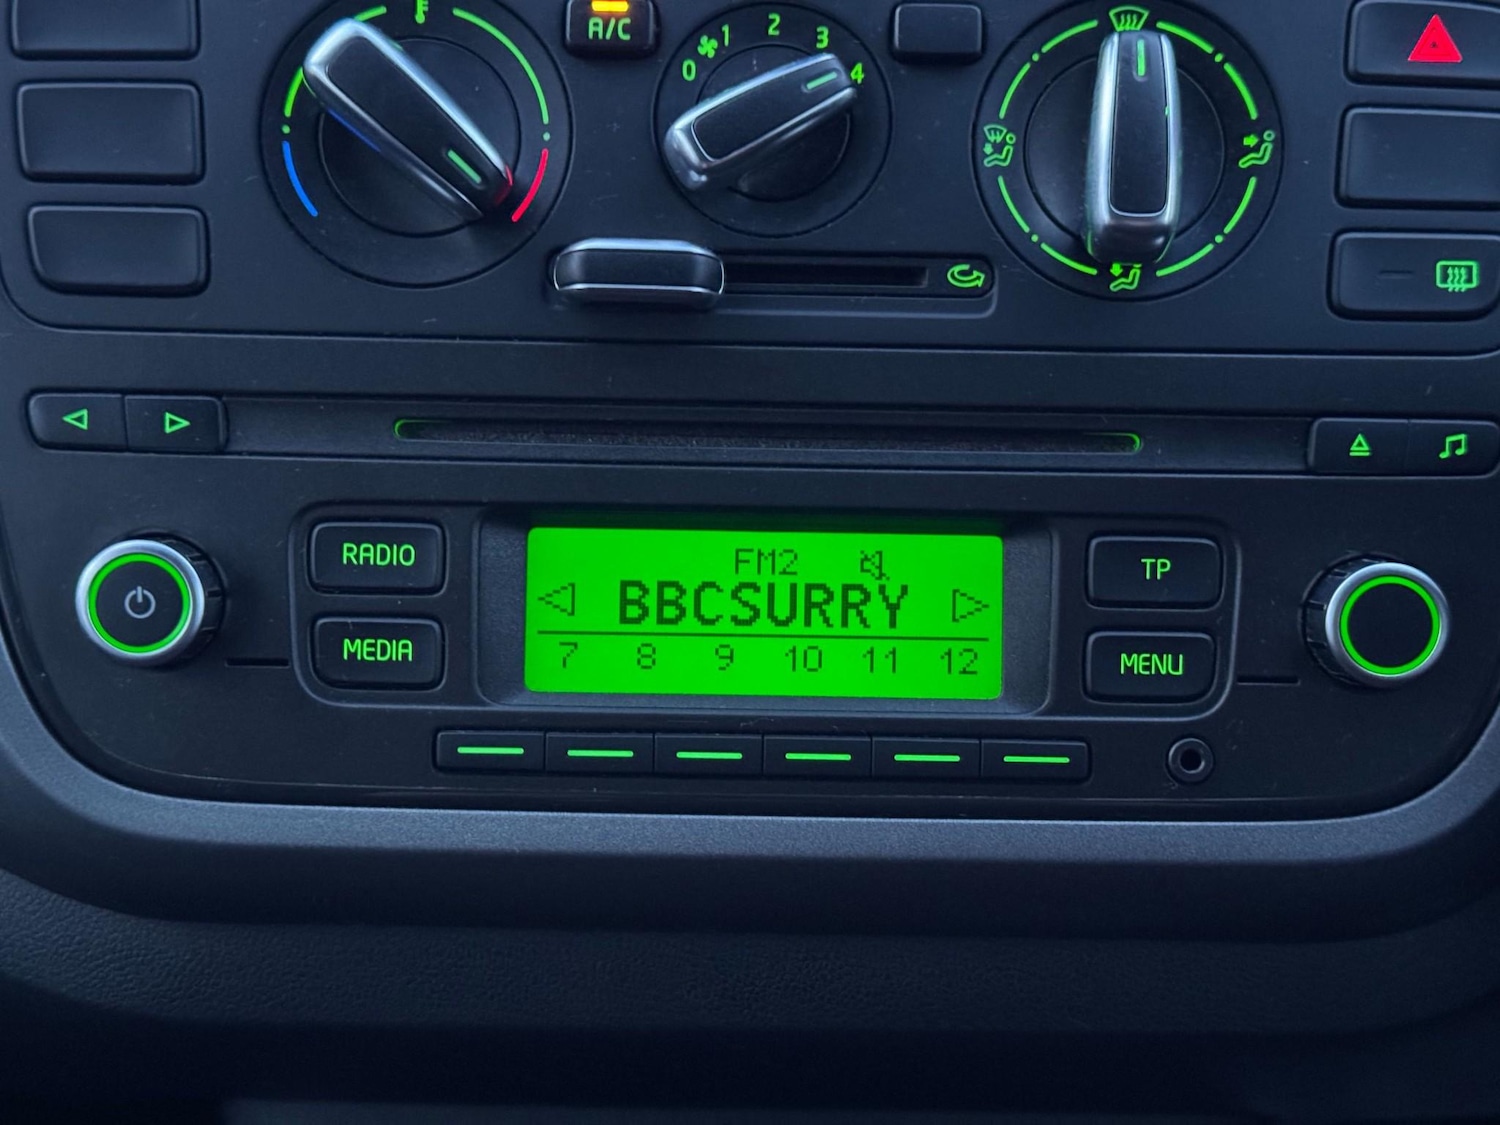 A/C
0 1 2 3 4
RADIO
MEDIA
FM2
BBCSURRY
7 8 9 10 11 12
TP
MENU